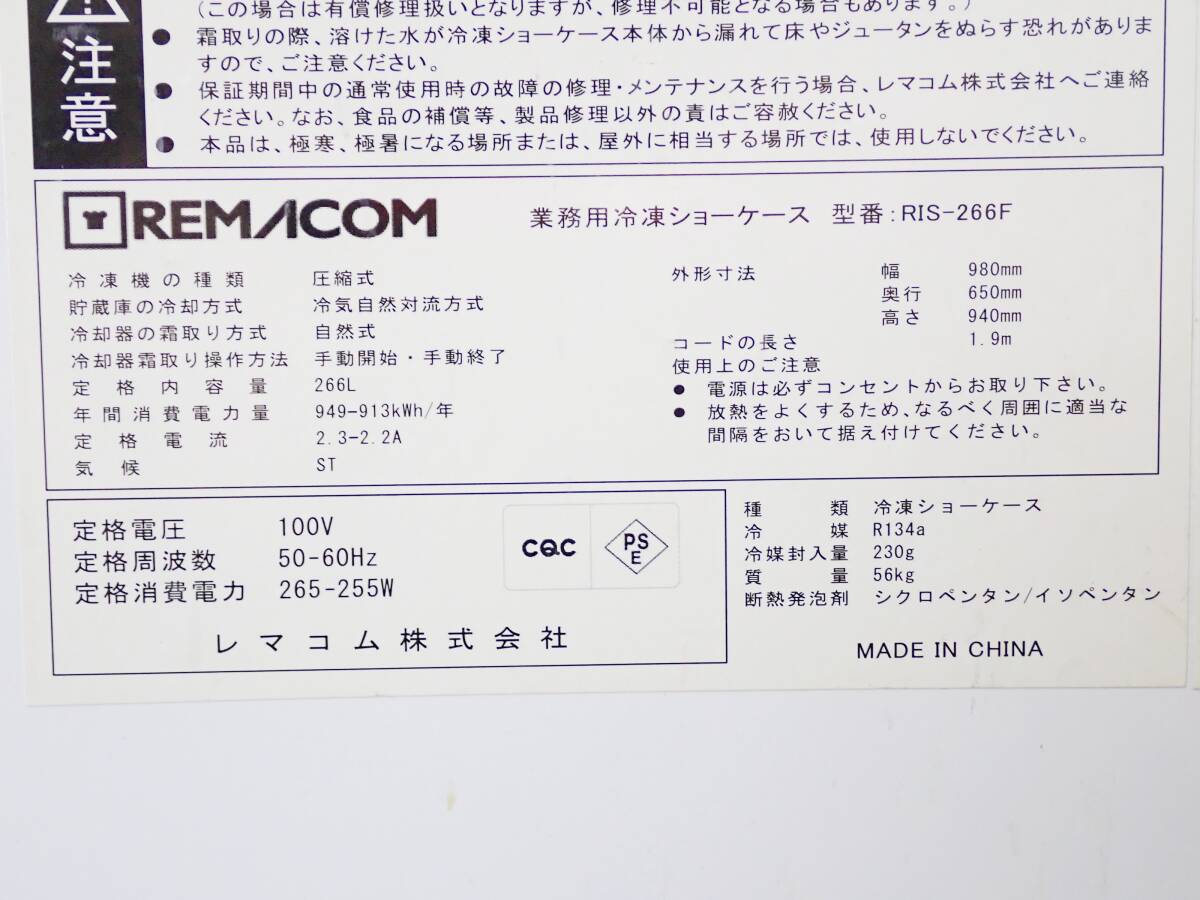 (この場合は有償修理扱いとなりますが、修理不可能となる場合もあります。)
注意
● 霜取りの際、溶けた水が冷凍ショーケース本体から漏れて床やジュータンをぬらす恐れがありま
すので、ご注意ください。
● 保証期間中の通常使用時の故障の修理・メンテナンスを行う場合、レマコム株式会社へご連絡
ください。なお、食品の補償等、製品修理以外の責はご容赦ください。
● 本品は、極寒、極暑になる場所または、屋外に相当する場所では、使用しないでください。
REMACOM 業務用冷凍ショーケース 型番:RIS-266F
冷凍機の種類 圧縮式
貯蔵庫の冷却方式 冷気自然対流方式
冷却器の霜取り方式 自然式
冷却器霜取り操作方法 手動開始・手動終了
定格内容量 266L
年間消費電力量 949-913kWh/年
定格電流 2.3-2.2A
気候 ST
外形寸法 幅 980mm
奥行 650mm
高さ 940mm
コードの長さ 1.9m
使用上のご注意
● 電源は必ずコンセントからお取り下さい。
● 放熱をよくするため、なるべく周囲に適当な
間隔をおいて据え付けてください。
定格電圧 100V
定格周波数 50-60Hz
定格消費電力 265-255W
CQC
PS
E
レマコム株式会社
種類 冷凍ショーケース
冷媒 R134a
冷媒封入量 230g
質量 56kg
断熱発泡剤 シクロペンタン/イソペンタン
MADE IN CHINA